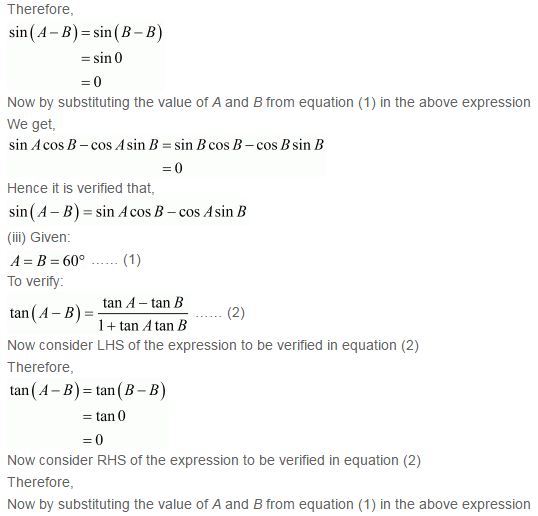 Therefore,
sin(A − B) = sin(B − B)
= sin 0
= 0
Now by substituting the value of A and B from equation (1) in the above expression
We get,
sin A cos B − cos A sin B = sin B cos B − cos B sin B
= 0
Hence it is verified that,
sin(A − B) = sin A cos B − cos A sin B
(iii) Given:
A = B = 60° ...... (1)
To verify:
tan(A − B) = (tan A − tan B) / (1 + tan A tan B) ...... (2)
Now consider LHS of the expression to be verified in equation (2)
Therefore,
tan(A − B) = tan(B − B)
= tan 0
= 0
Now consider RHS of the expression to be verified in equation (2)
Therefore,
Now by substituting the value of A and B from equation (1) in the above expression